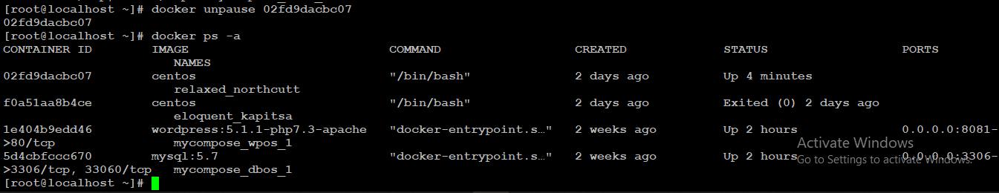 [root@localhost ~]# docker unpause 02fd9dacbc07
02fd9dacbc07
[root@localhost ~]# docker ps -a
CONTAINER ID        IMAGE                           COMMAND                  CREATED             STATUS                  PORTS
                       NAMES
02fd9dacbc07        centos                          "/bin/bash"              2 days ago          Up 4 minutes
                       relaxed_northcutt
f0a51aa8b4ce        centos                          "/bin/bash"              2 days ago          Exited (0) 2 days ago
                       eloquent_kapitsa
1e404b9edd46        wordpress:5.1.1-php7.3-apache   "docker-entrypoint.s…"   2 weeks ago         Up 2 hours              0.0.0.0:8081-
>80/tcp                mycompose_wpos_1
5d4cbfccc670        mysql:5.7                       "docker-entrypoint.s…"   2 weeks ago         Up 2 hours              0.0.0.0:3306-
>3306/tcp, 33060/tcp   mycompose_dbos_1
[root@localhost ~]#
Activate Windows
Go to Settings to activate Windows.